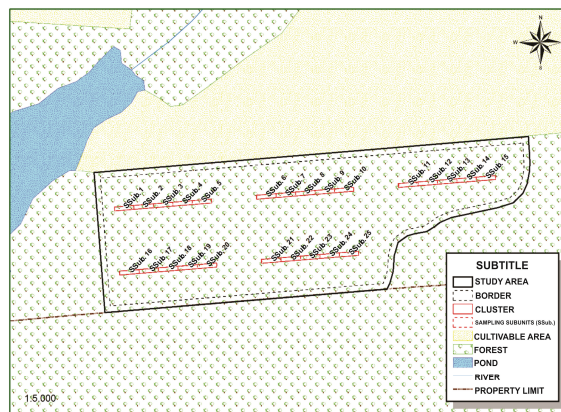 N
W
E
S
SSub.1
SSub.2
SSub.3
SSub.4
SSub.5
SSub.6
SSub.7
SSub.8
SSub.9
SSub.10
SSub.11
SSub.12
SSub.13
SSub.14
SSub.15
SSub.16
SSub.17
SSub.18
SSub.19
SSub.20
SSub.21
SSub.22
SSub.23
SSub.24
SSub.25
SUBTITLE
STUDY AREA
BORDER
CLUSTER
SAMPLING SUBUNITS (SSub.)
CULTIVABLE AREA
FOREST
POND
RIVER
PROPERTY LIMIT
1:5.000